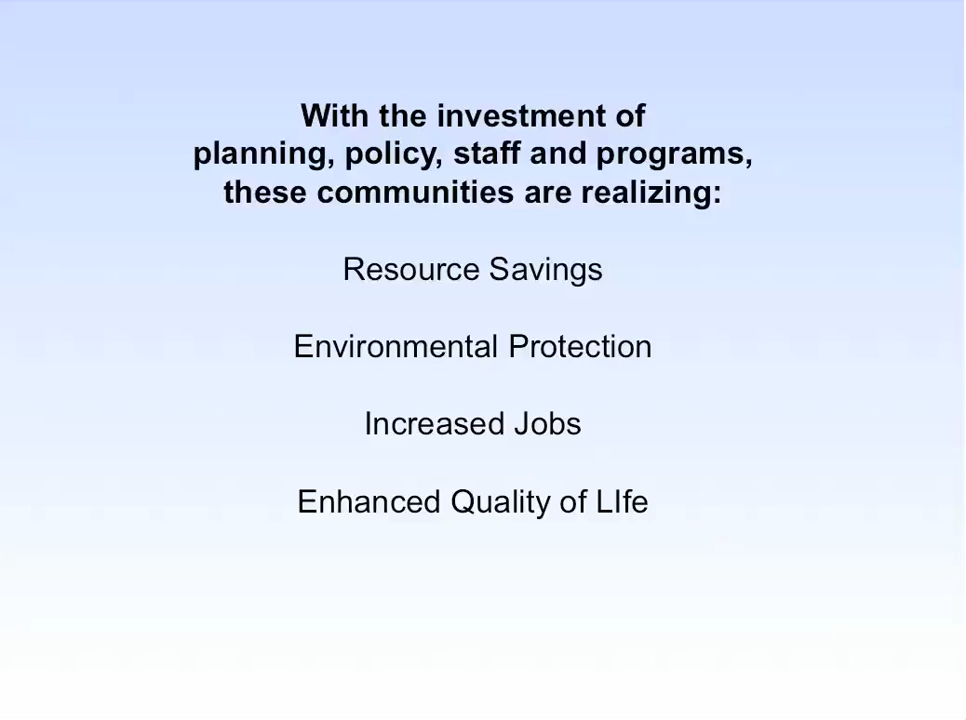 With the investment of
planning, policy, staff and programs,
these communities are realizing:
Resource Savings
Environmental Protection
Increased Jobs
Enhanced Quality of LIfe